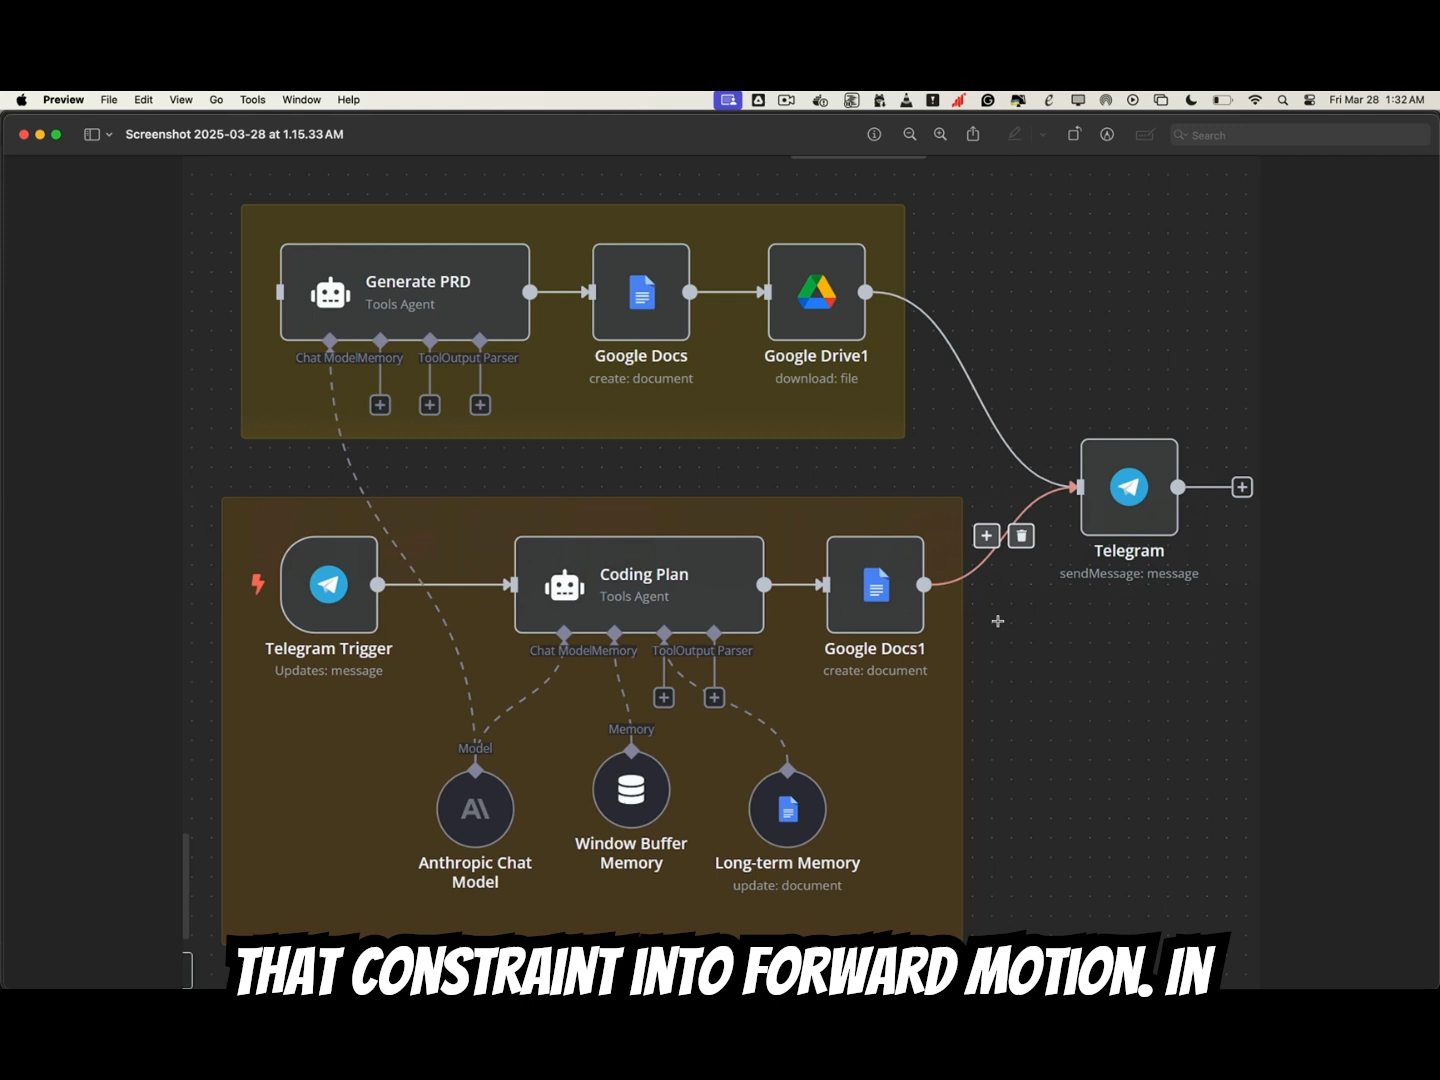 Preview File Edit View Go Tools Window Help Fri Mar 28 1:32 AM
Screenshot 2025-03-28 at 1.15.33 AM Search
Generate PRD
Tools Agent
Chat Model Memory Tool Output Parser
Google Docs
create: document
Google Drive1
download: file
Telegram
sendMessage: message
Telegram Trigger
Updates: message
Coding Plan
Tools Agent
Chat Model Memory Tool Output Parser
Google Docs1
create: document
Model
Memory
Anthropic Chat
Model
Window Buffer
Memory
Long-term Memory
update: document
THAT CONSTRAINT INTO FORWARD MOTION. IN